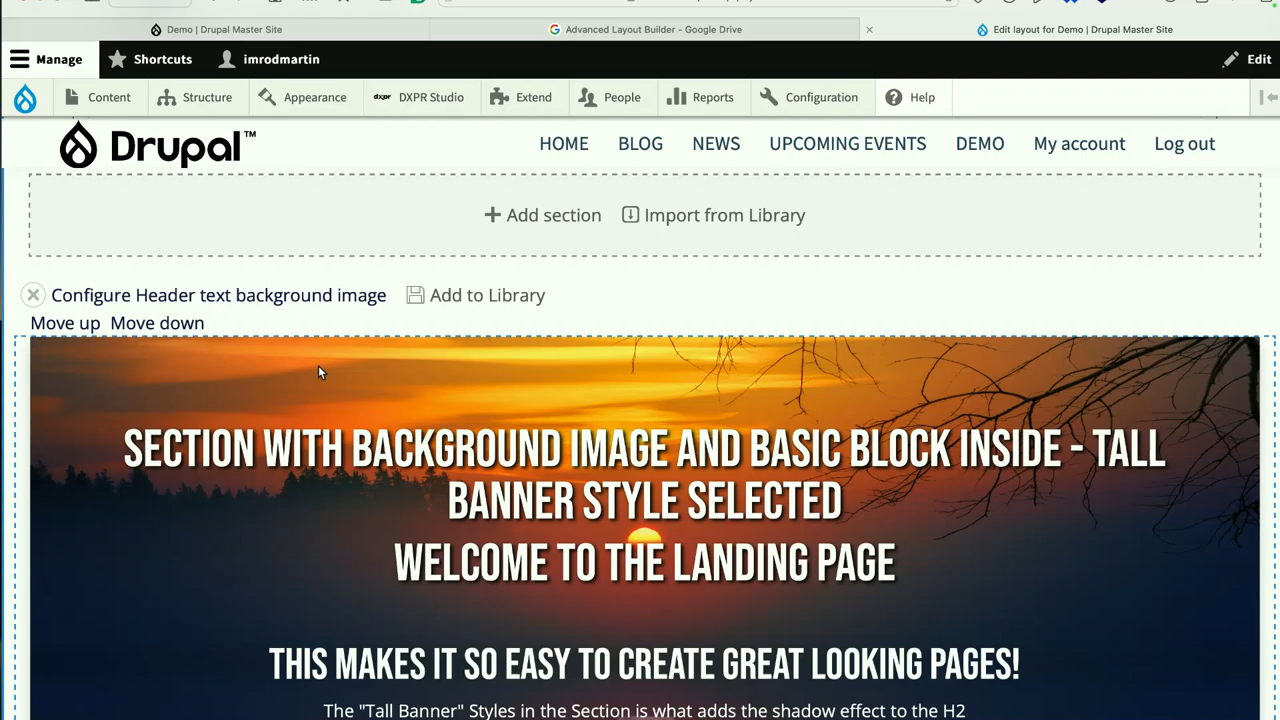 Demo | Drupal Master Site
Advanced Layout Builder - Google Drive
Edit layout for Demo | Drupal Master Site
Manage
Shortcuts
imrodmartin
Edit
Content
Structure
Appearance
dxpr DXPR Studio
Extend
People
Reports
Configuration
Help
Drupal™
HOME
BLOG
NEWS
UPCOMING EVENTS
DEMO
My account
Log out
Add section
Import from Library
Configure Header text background image
Add to Library
Move up Move down
SECTION WITH BACKGROUND IMAGE AND BASIC BLOCK INSIDE - TALL
BANNER STYLE SELECTED
WELCOME TO THE LANDING PAGE
THIS MAKES IT SO EASY TO CREATE GREAT LOOKING PAGES!
The "Tall Banner" Styles in the Section is what adds the shadow effect to the H2